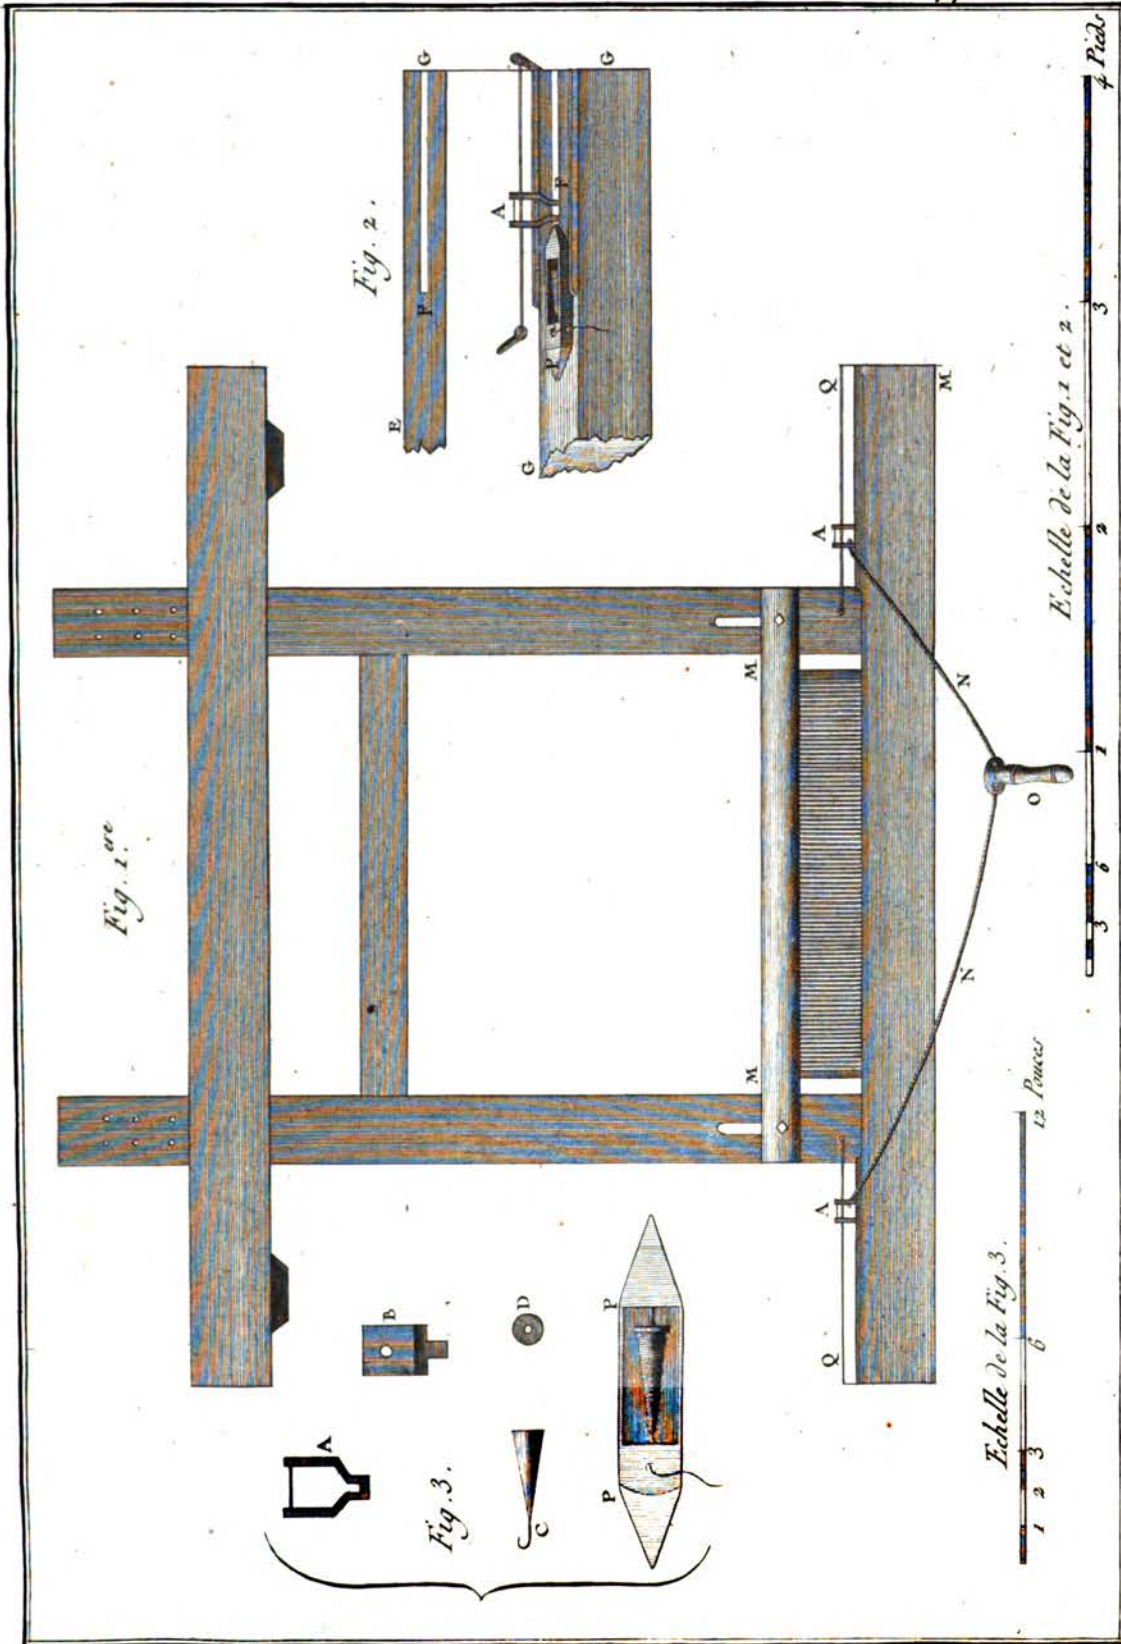 Fig. 1.ere
Fig. 2.
E
G
F
A
G
F
P
G
M
M
Q
A
N
O
N
A
Q
M
Fig. 3.
A
B
C
D
P
P
Echelle de la Fig. 3.
1 2 3 6 12 Pouces
Echelle de la Fig. 1 et 2.
3 6 1 2 3 4 Pieds